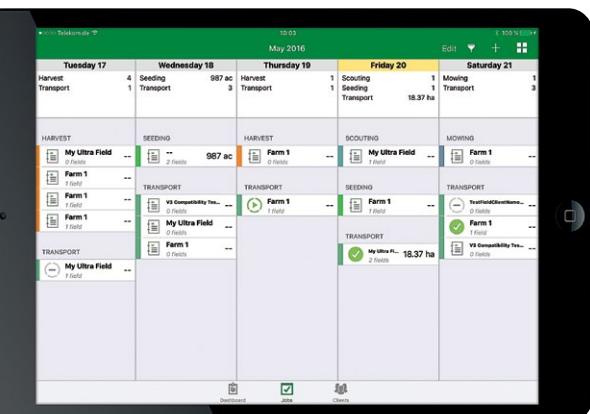 Telekom.de
10:03
100 %
May 2016
Edit
Tuesday 17
Harvest 4
Transport 1
HARVEST
My Ultra Field --
0 fields
Farm 1 --
1 field
Farm 1 --
1 field
Farm 1 --
1 field
TRANSPORT
My Ultra Field --
1 field
Wednesday 18
Seeding 987 ac
Transport 3
SEEDING
-- 987 ac
2 fields
TRANSPORT
V3 Compatibility Tes... --
0 fields
My Ultra Field --
0 fields
Farm 1 --
0 fields
Thursday 19
Harvest 1
Transport 1
HARVEST
Farm 1 --
0 fields
TRANSPORT
Farm 1 --
1 field
Friday 20
Scouting 1
Seeding 1
Transport 18.37 ha
SCOUTING
My Ultra Field --
1 field
SEEDING
Farm 1 --
1 field
TRANSPORT
My Ultra Fi... 18.37 ha
2 fields
Saturday 21
Mowing 1
Transport 3
MOWING
Farm 1 --
0 fields
TRANSPORT
TestFieldClientName... --
0 fields
Farm 1 --
1 field
V3 Compatibility Tes... --
0 fields
Dashboard
Jobs
Clients